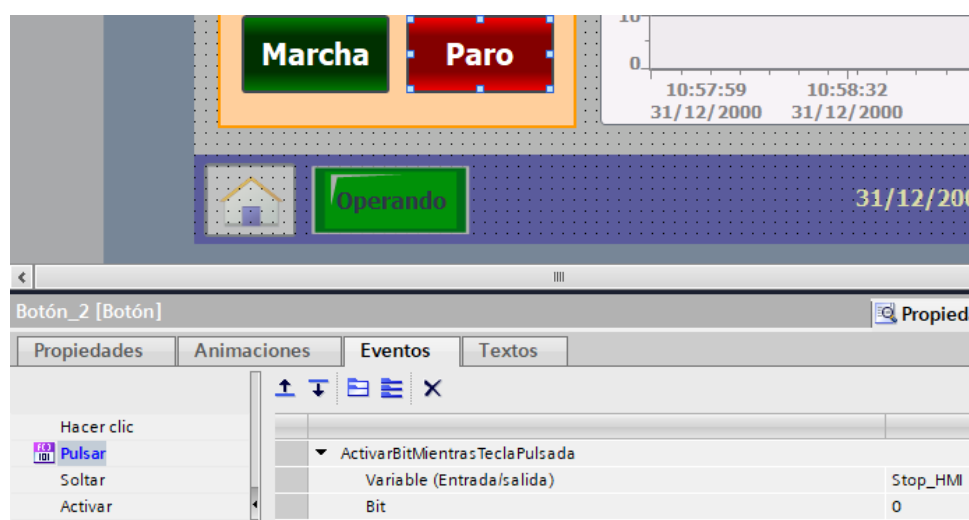 10
0
Marcha Paro
10:57:59 10:58:32
31/12/2000 31/12/2000
Operando
31/12/200
Botón_2 [Botón]
Propied
Propiedades Animaciones Eventos Textos
Hacer clic
Pulsar
ActivarBitMientrasTeclaPulsada
Soltar
Variable (Entrada/salida) Stop_HMI
Activar
Bit 0